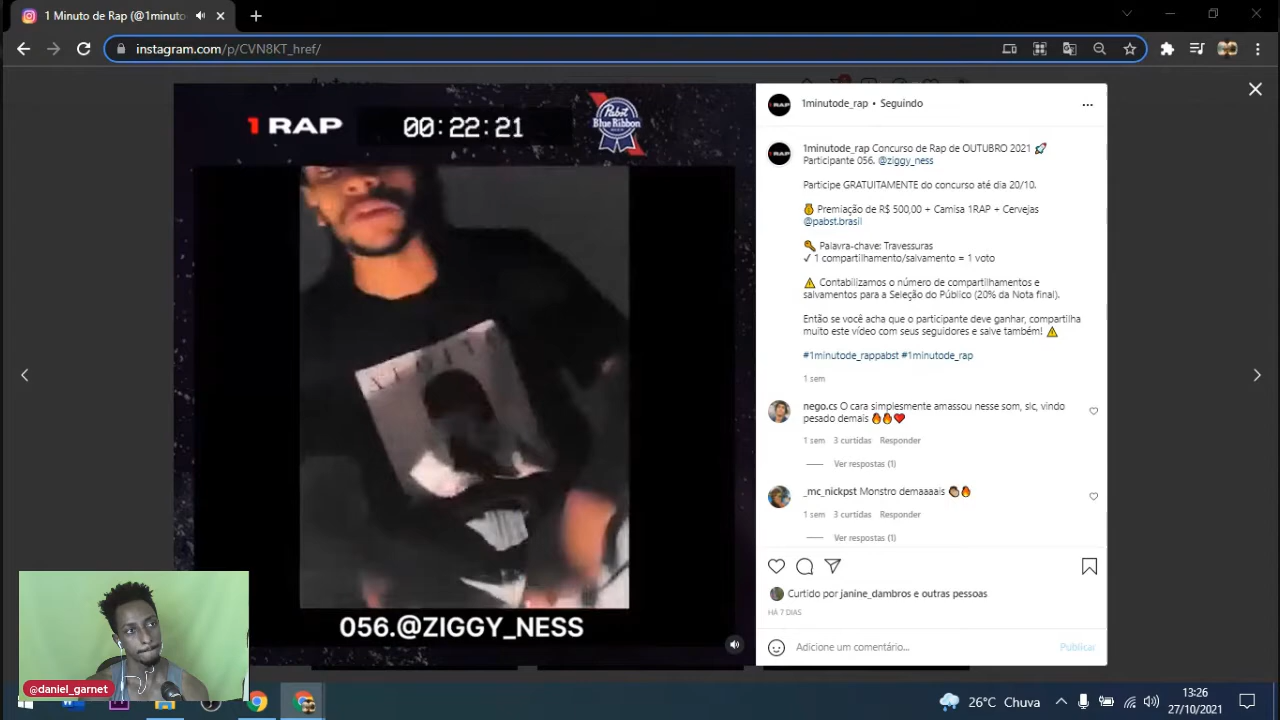 1 Minuto de Rap (@1minuto
instagram.com/p/CVN8KT_href/
1 RAP
00:22:21
Pabst
Blue Ribbon
056.@ZIGGY_NESS
@daniel_garnet
1minutode_rap • Seguindo
1minutode_rap Concurso de Rap de OUTUBRO 2021 🚀
Participante 056. @ziggy_ness
Participe GRATUITAMENTE do concurso até dia 20/10.
🏅 Premiação de R$ 500,00 + Camisa 1RAP + Cervejas
@pabst.brasil
🔑 Palavra-chave: Travessuras
✓ 1 compartilhamento/salvamento = 1 voto
⚠️ Contabilizamos o número de compartilhamentos e
salvamentos para a Seleção do Público (20% da Nota final).
Então se você acha que o participante deve ganhar, compartilha
muito este vídeo com seus seguidores e salve também! ⚠️
#1minutode_rappabst #1minutode_rap
1 sem
nego.cs O cara simplesmente amassou nesse som, slc, vindo
pesado demais 🔥🔥❤️
1 sem 3 curtidas Responder
Ver respostas (1)
_mc_nickpst Monstro demaaaais 👏🏾🔥
1 sem 3 curtidas Responder
Ver respostas (1)
Curtido por janine_dambros e outras pessoas
HÁ 7 DIAS
Adicione um comentário...
Publicar
26°C Chuva
13:26
27/10/2021